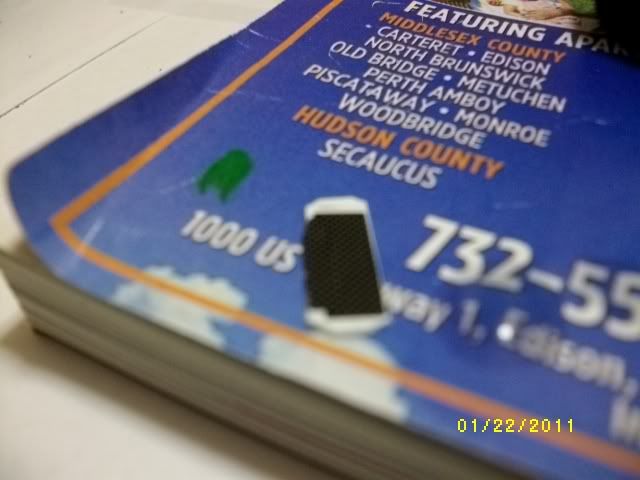 FEATURING APAR
MIDDLESEX COUNTY
CARTERET • EDISON
NORTH BRUNSWICK
OLD BRIDGE • METUCHEN
PERTH AMBOY
PISCATAWAY • MONROE
WOODBRIDGE
HUDSON COUNTY
SECAUCUS
732-55
1000 US way 1, Edison,
01/22/2011